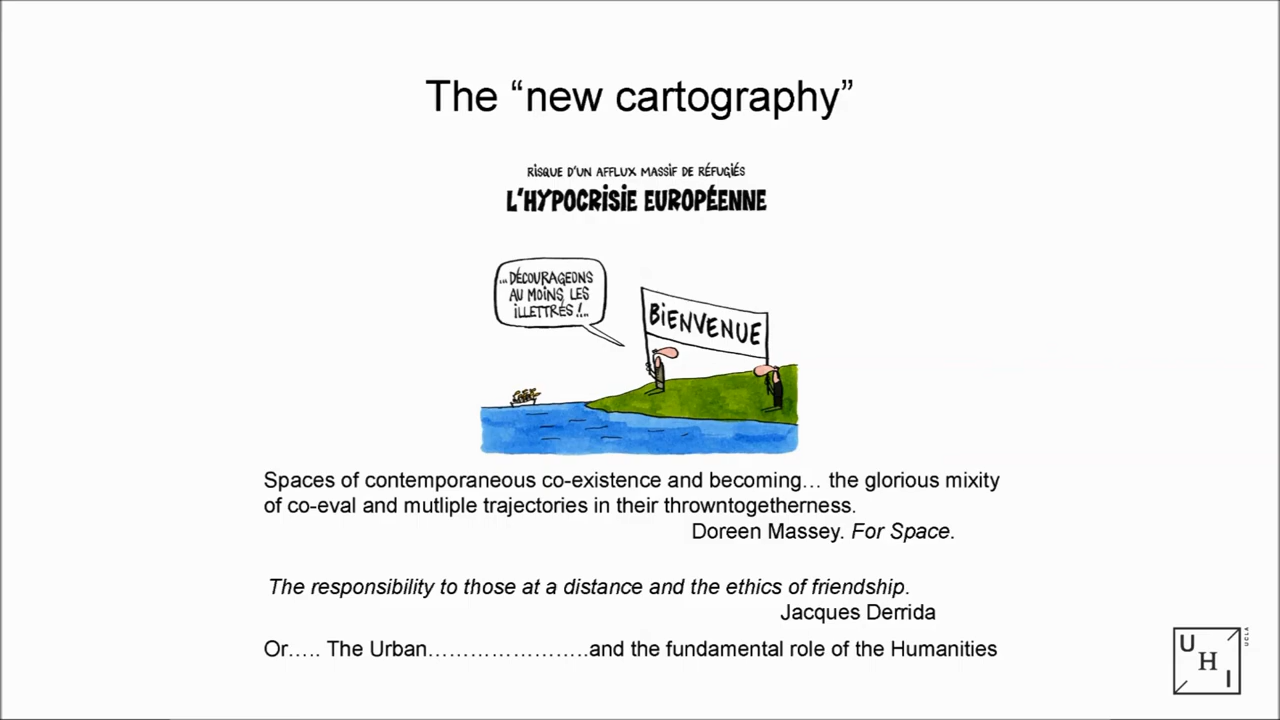 The “new cartography”
RISQUE D'UN AFFLUX MASSIF DE RÉFUGIÉS
L'HYPOCRISIE EUROPÉENNE
...DÉCOURAGEONS
AU MOINS LES
ILLETTRÉS !...
BIENVENUE
Spaces of contemporaneous co-existence and becoming… the glorious mixity
of co-eval and mutliple trajectories in their throwntogetherness.
Doreen Massey. For Space.
The responsibility to those at a distance and the ethics of friendship.
Jacques Derrida
Or….. The Urban…………………..and the fundamental role of the Humanities
U H I
UCLA